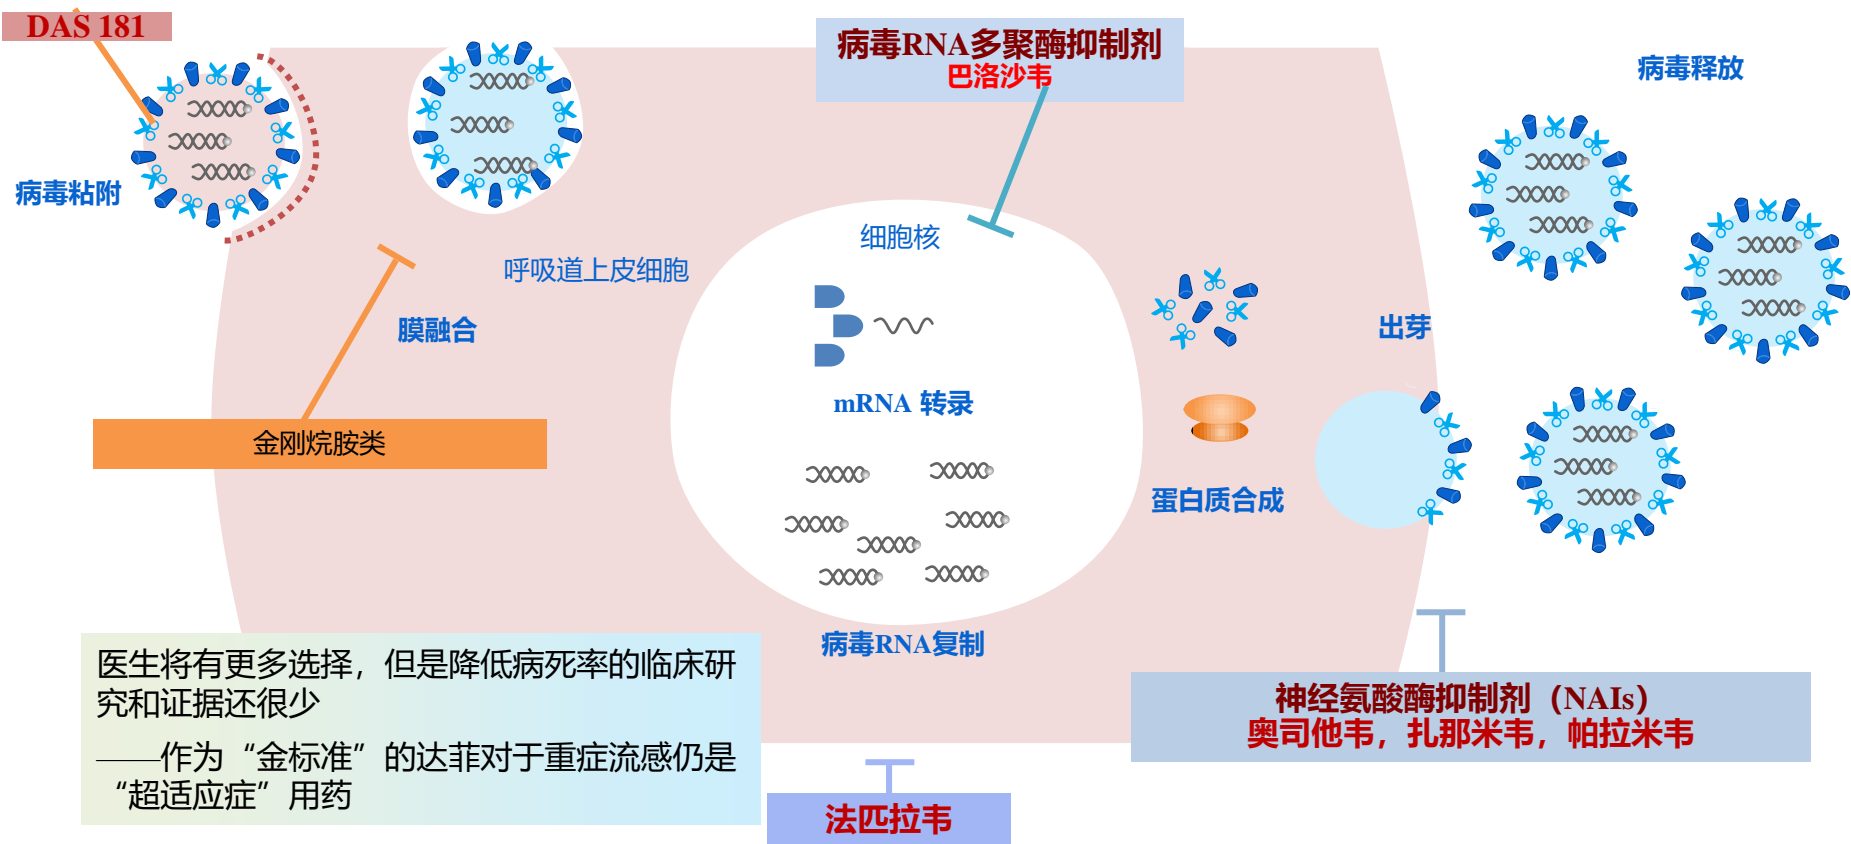 DAS 181
病毒RNA多聚酶抑制剂
巴洛沙韦
病毒释放
病毒粘附
细胞核
呼吸道上皮细胞
膜融合
出芽
mRNA 转录
金刚烷胺类
蛋白质合成
病毒RNA复制
医生将有更多选择，但是降低病死率的临床研
究和证据还很少
——作为“金标准”的达菲对于重症流感仍是
“超适应症”用药
神经氨酸酶抑制剂（NAIs）
奥司他韦，扎那米韦，帕拉米韦
法匹拉韦